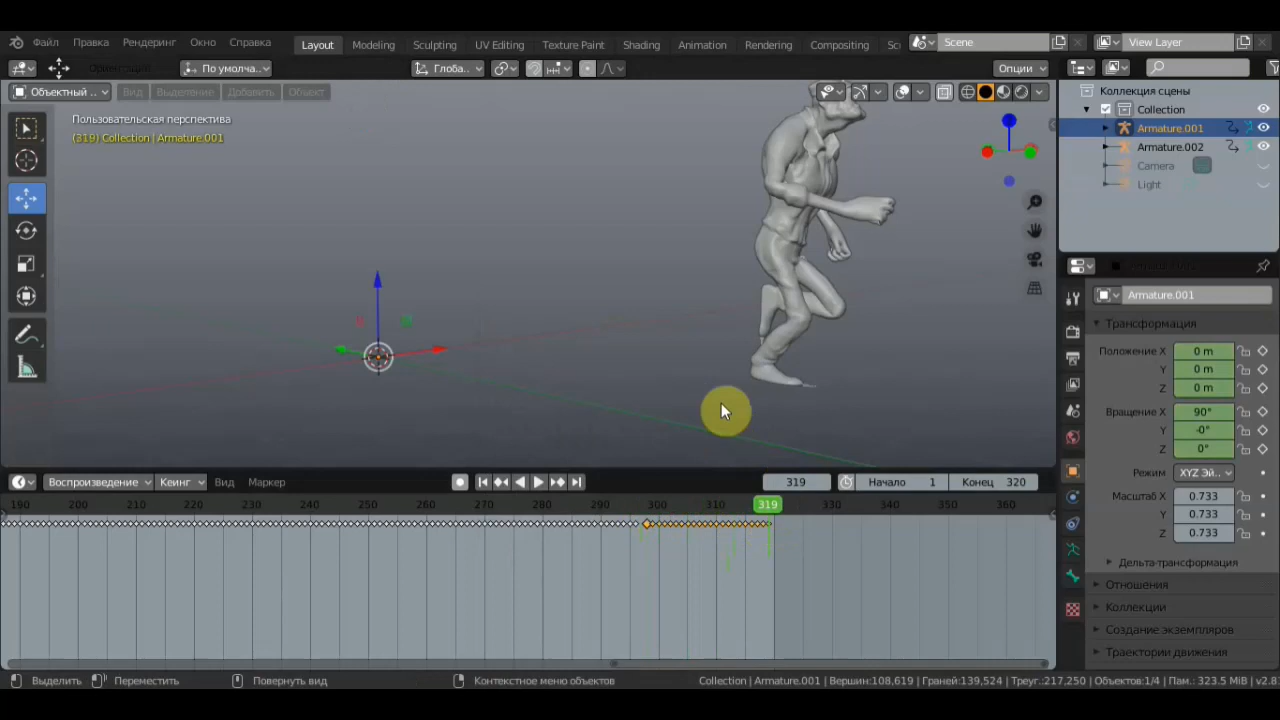 Файл Правка Рендеринг Окно Справка Layout Modeling Sculpting UV Editing Texture Paint Shading Animation Rendering Compositing Sc Scene View Layer
По умолча.. Глоба.. Опции
Объектный .. Вид Выделение Добавить Объект
Пользовательская перспектива
(319) Collection | Armature.001
Коллекция сцены
Collection
Armature.001
Armature.002
Camera
Light
Armature.001
Трансформация
Положение X 0 m
Y 0 m
Z 0 m
Вращение X 90°
Y -0°
Z 0°
Режим XYZ Эй..
Масштаб X 0.733
Y 0.733
Z 0.733
Дельта-трансформация
Отношения
Коллекции
Создание экземпляров
Траектории движения
Воспроизведение Кеинг Вид Маркер 319 Начало 1 Конец 320
190 200 210 220 230 240 250 260 270 280 290 300 310 319 330 340 350 360
Выделить Переместить Повернуть вид Контекстное меню объектов Collection | Armature.001 | Вершин:108,619 | Граней:139,524 | Треуг.:217,250 | Объектов:1/4 | Пам.: 323.5 MiB | v2.8